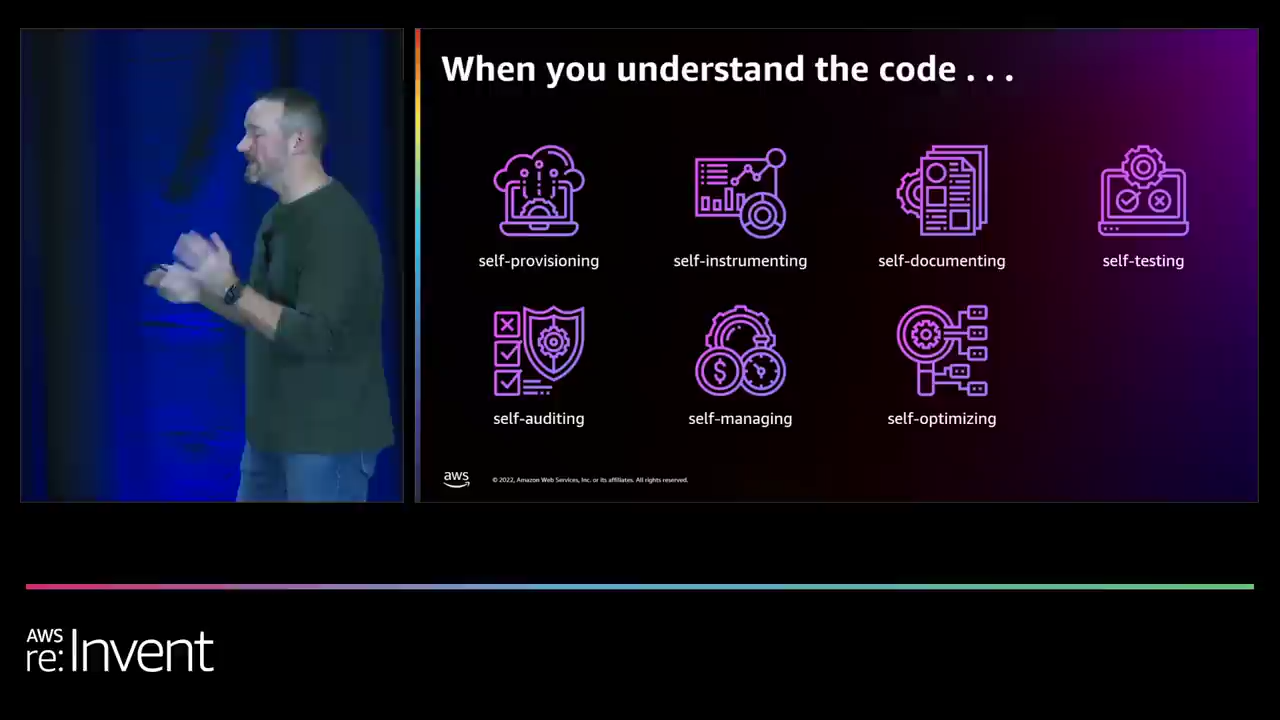 When you understand the code . . .
self-provisioning
self-instrumenting
self-documenting
self-testing
self-auditing
self-managing
self-optimizing
aws
© 2022, Amazon Web Services, Inc. or its affiliates. All rights reserved.
AWS
re:Invent